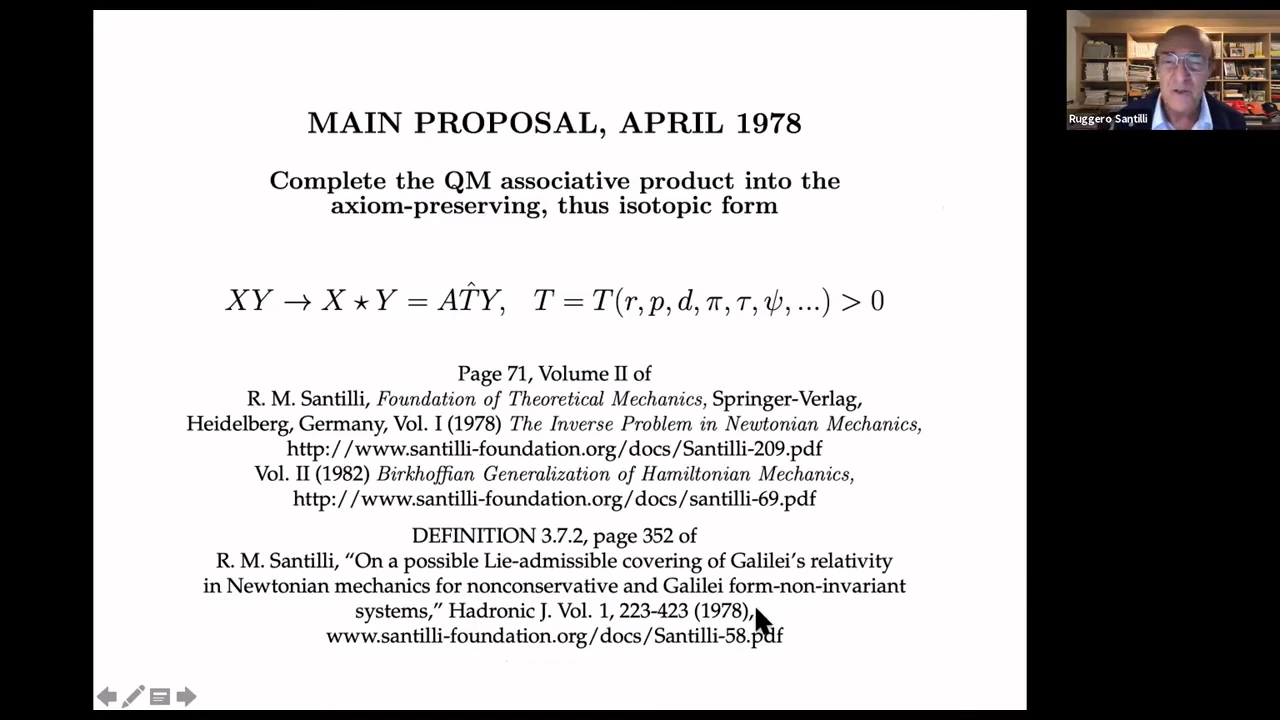 MAIN PROPOSAL, APRIL 1978
Complete the QM associative product into the
axiom-preserving, thus isotopic form
XY → X ⋆ Y = AT̂Y, T = T(r, p, d, π, τ, ψ, ...) > 0
Page 71, Volume II of
R. M. Santilli, Foundation of Theoretical Mechanics, Springer-Verlag,
Heidelberg, Germany, Vol. I (1978) The Inverse Problem in Newtonian Mechanics,
http://www.santilli-foundation.org/docs/Santilli-209.pdf
Vol. II (1982) Birkhoffian Generalization of Hamiltonian Mechanics,
http://www.santilli-foundation.org/docs/santilli-69.pdf
DEFINITION 3.7.2, page 352 of
R. M. Santilli, “On a possible Lie-admissible covering of Galilei’s relativity
in Newtonian mechanics for nonconservative and Galilei form-non-invariant
systems,” Hadronic J. Vol. 1, 223-423 (1978),
www.santilli-foundation.org/docs/Santilli-58.pdf
Ruggero Santilli